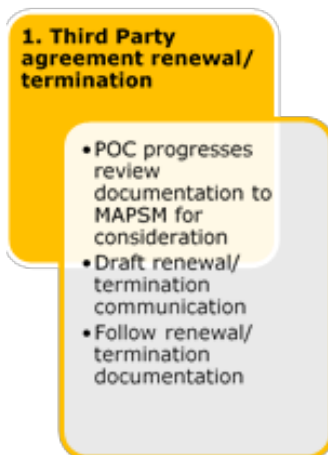 1. Third Party
agreement renewal/
termination
•POC progresses
review
documentation to
MAPSM for
consideration
•Draft renewal/
termination
communication
•Follow renewal/
termination
documentation